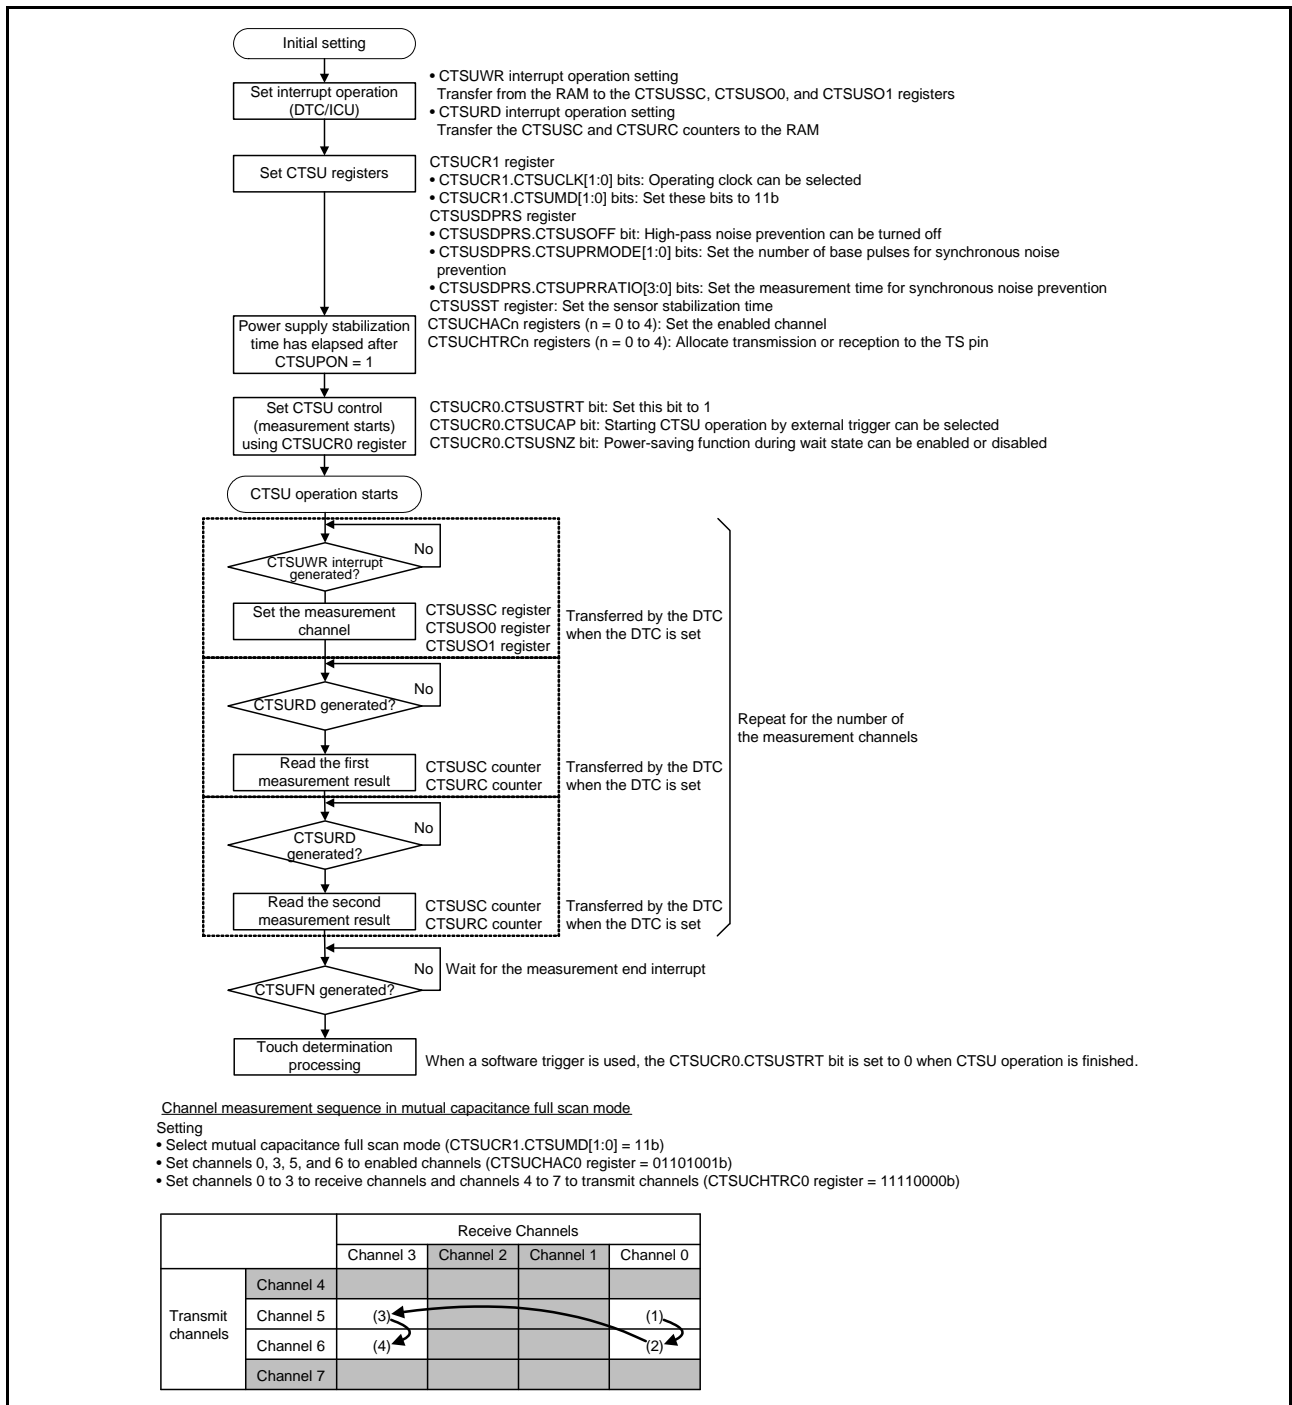 Initial setting
Set interrupt operation
(DTC/ICU)
• CTSUWR interrupt operation setting
Transfer from the RAM to the CTSUSSC, CTSUSO0, and CTSUSO1 registers
• CTSURD interrupt operation setting
Transfer the CTSUSC and CTSURC counters to the RAM
Set CTSU registers
CTSUCR1 register
• CTSUCR1.CTSUCLK[1:0] bits: Operating clock can be selected
• CTSUCR1.CTSUMD[1:0] bits: Set these bits to 11b
CTSUSDPRS register
• CTSUSDPRS.CTSUSOFF bit: High-pass noise prevention can be turned off
• CTSUSDPRS.CTSUPRMODE[1:0] bits: Set the number of base pulses for synchronous noise
prevention
• CTSUSDPRS.CTSUPRRATIO[3:0] bits: Set the measurement time for synchronous noise prevention
CTSUSST register: Set the sensor stabilization time
CTSUCHACn registers (n = 0 to 4): Set the enabled channel
CTSUCHTRCn registers (n = 0 to 4): Allocate transmission or reception to the TS pin
Power supply stabilization
time has elapsed after
CTSUPON = 1
Set CTSU control
(measurement starts)
using CTSUCR0 register
CTSUCR0.CTSUSTRT bit: Set this bit to 1
CTSUCR0.CTSUCAP bit: Starting CTSU operation by external trigger can be selected
CTSUCR0.CTSUSNZ bit: Power-saving function during wait state can be enabled or disabled
CTSU operation starts
No
CTSUWR interrupt
generated?
Set the measurement
channel
CTSUSSC register
CTSUSO0 register
CTSUSO1 register
Transferred by the DTC
when the DTC is set
No
CTSURD generated?
Repeat for the number of
the measurement channels
Read the first
measurement result
CTSUSC counter
CTSURC counter
Transferred by the DTC
when the DTC is set
No
CTSURD
generated?
Read the second
measurement result
CTSUSC counter
CTSURC counter
Transferred by the DTC
when the DTC is set
No
Wait for the measurement end interrupt
CTSUFN generated?
Touch determination
processing
When a software trigger is used, the CTSUCR0.CTSUSTRT bit is set to 0 when CTSU operation is finished.
Channel measurement sequence in mutual capacitance full scan mode
Setting
• Select mutual capacitance full scan mode (CTSUCR1.CTSUMD[1:0] = 11b)
• Set channels 0, 3, 5, and 6 to enabled channels (CTSUCHAC0 register = 01101001b)
• Set channels 0 to 3 to receive channels and channels 4 to 7 to transmit channels (CTSUCHTRC0 register = 11110000b)
Receive Channels
Channel 3 Channel 2 Channel 1 Channel 0
Transmit
channels
Channel 4
Channel 5 (3) (1)
Channel 6 (4) (2)
Channel 7